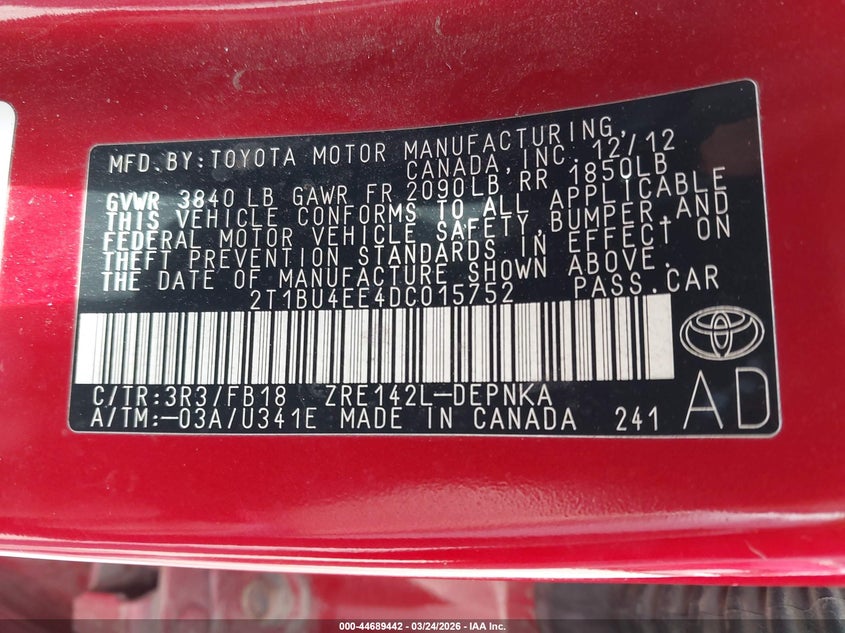 MFD.BY:TOYOTA MOTOR MANUFACTURING,
CANADA,INC. 12/12
GVWR 3840 LB GAWR FR 2090LB RR 1850LB
THIS VEHICLE CONFORMS TO ALL APPLICABLE
FEDERAL MOTOR VEHICLE SAFETY,BUMPER,AND
THEFT PREVENTION STANDARDS IN EFFECT ON
THE DATE OF MANUFACTURE SHOWN ABOVE.
2T1BU4EE4DC015752 PASS.CAR
C/TR:3R3/FB18 ZRE142L-DEPNKA
A/TM:-03A/U341E MADE IN CANADA 241
AD
000-44689442 - 03/24/2026 - IAA Inc.